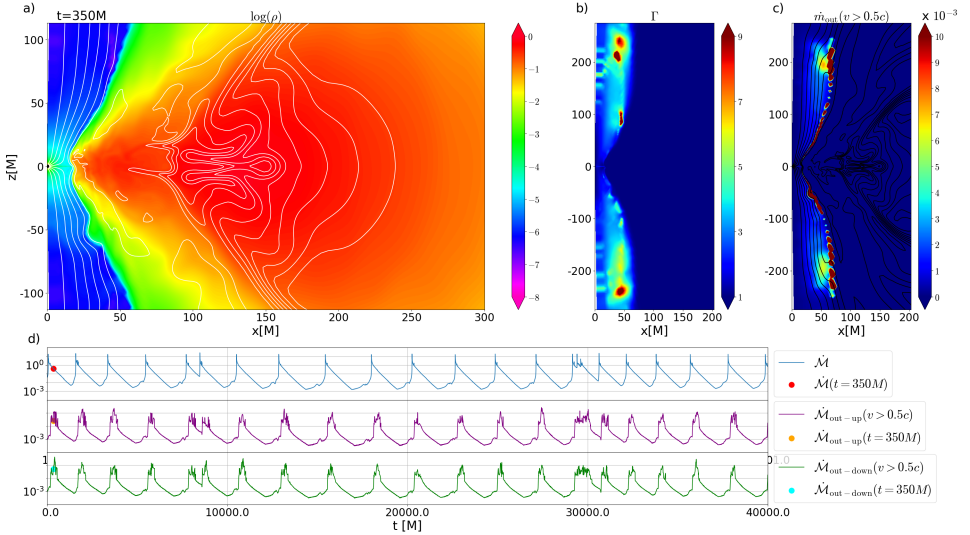 a) t=350M log(ρ)
b) Γ
c) ṁout(v > 0.5c) x 10⁻³
100
50
0
-50
-100
z[M]
0 50 100 150 200 250 300
x[M]
0
−1
−2
−3
−4
−5
−6
−7
−8
200
100
0
-100
-200
0 50 100 150 200
x[M]
9
7
5
3
1
200
100
0
-100
-200
0 50 100 150 200
x[M]
10
9
8
7
6
5
4
3
2
1
0
d)
10⁰
10⁻³
10⁻³
10⁻³
0.0 10000.0 20000.0 30000.0 40000.0
t [M]
Ṁ
Ṁ(t = 350M)
Ṁout−up(v > 0.5c)
Ṁout−up(t = 350M)
Ṁout−down(v > 0.5c)
Ṁout−down(t = 350M)